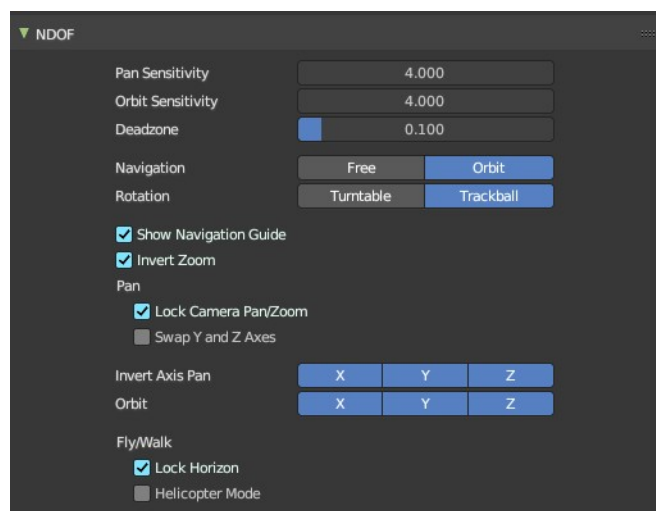 NDOF
Pan Sensitivity 4.000
Orbit Sensitivity 4.000
Deadzone 0.100
Navigation Free Orbit
Rotation Turntable Trackball
Show Navigation Guide
Invert Zoom
Pan
Lock Camera Pan/Zoom
Swap Y and Z Axes
Invert Axis Pan X Y Z
Orbit X Y Z
Fly/Walk
Lock Horizon
Helicopter Mode